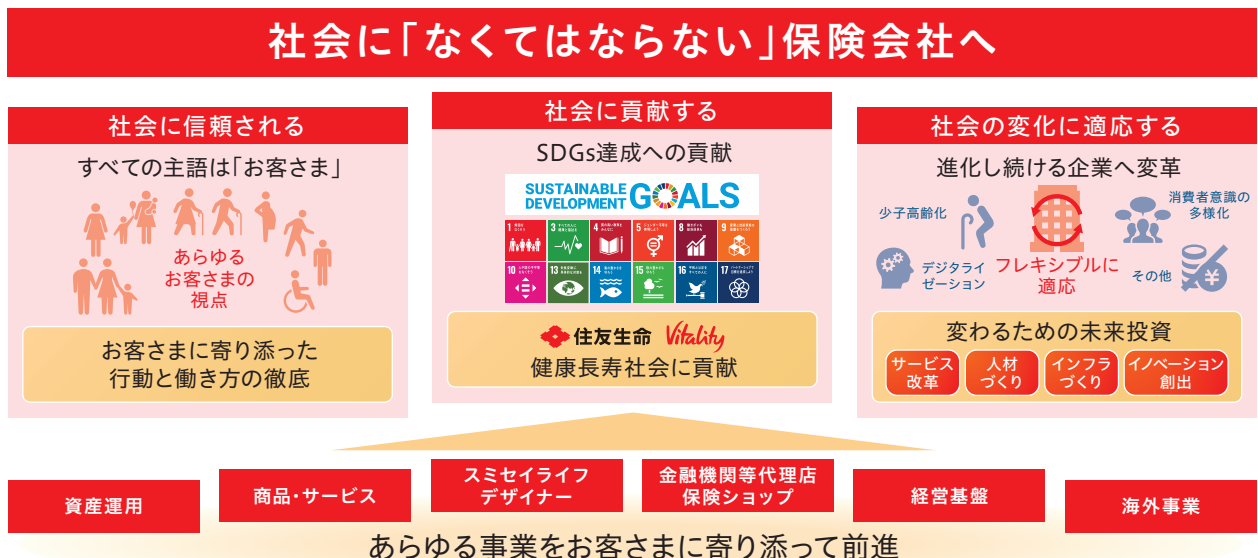 社会に「なくてはならない」保険会社へ
社会に信頼される
すべての主語は「お客さま」
あらゆる
お客さまの
視点
お客さまに寄り添った
行動と働き方の徹底
社会に貢献する
SDGs達成への貢献
SUSTAINABLE
DEVELOPMENT
GOALS
1
3
4
5
8
9
10
13
14
15
16
17
住友生命 Vitality
健康長寿社会に貢献
社会の変化に適応する
進化し続ける企業へ変革
少子高齢化
消費者意識の
多様化
デジタライ
ゼーション
フレキシブルに
適応
その他
変わるための未来投資
サービス
改革
人材
づくり
インフラ
づくり
イノベーション
創出
資産運用
商品・サービス
スミセイライフ
デザイナー
金融機関等代理店
保険ショップ
経営基盤
海外事業
あらゆる事業をお客さまに寄り添って前進